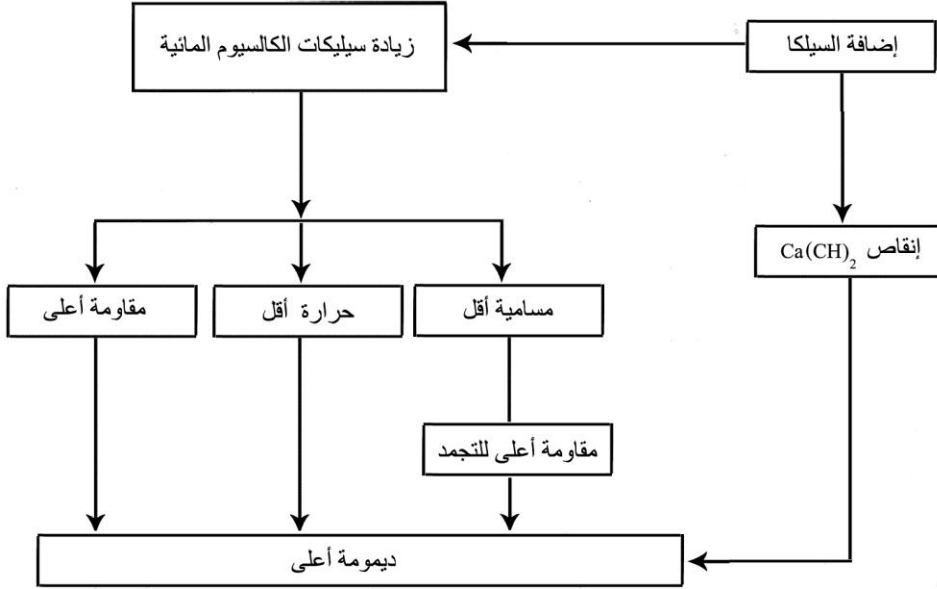 إضافة السيلكا
زيادة سيليكات الكالسيوم المائية
إنقاص Ca(CH)₂
مسامية أقل
حرارة أقل
مقاومة أعلى
مقاومة أعلى للتجمد
ديمومة أعلى